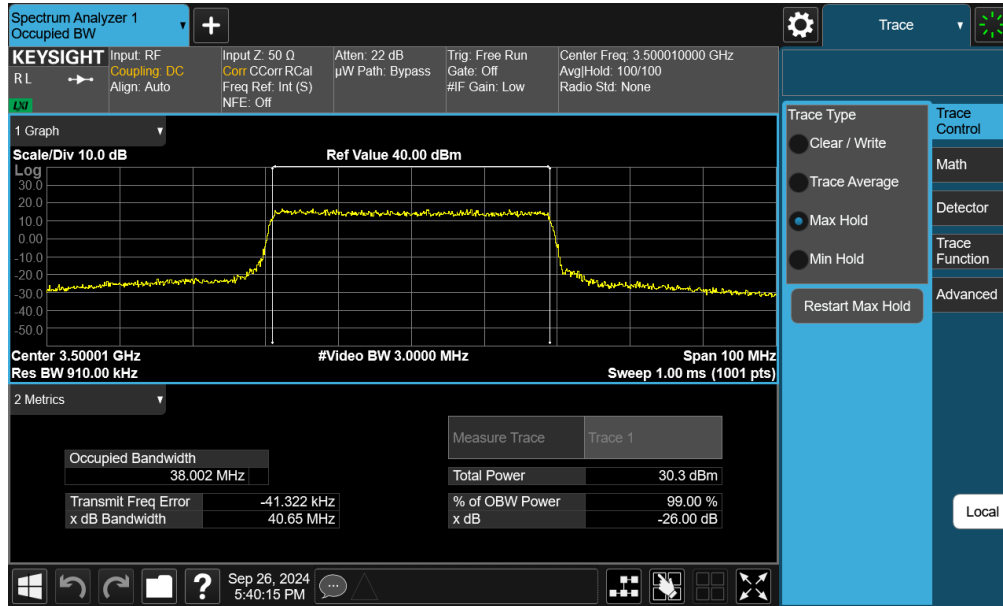 Spectrum Analyzer 1
Occupied BW
+
Trace
KEYSIGHT
R L
LXI
Input: RF
Coupling: DC
Align: Auto
Input Z: 50 Ω
Corr CCorr RCal
Freq Ref: Int (S)
NFE: Off
Atten: 22 dB
µW Path: Bypass
Trig: Free Run
Gate: Off
#IF Gain: Low
Center Freq: 3.500010000 GHz
Avg|Hold: 100/100
Radio Std: None
1 Graph
Scale/Div 10.0 dB
Ref Value 40.00 dBm
Log
30.0
20.0
10.0
0.00
-10.0
-20.0
-30.0
-40.0
-50.0
Center 3.50001 GHz
#Video BW 3.0000 MHz
Span 100 MHz
Res BW 910.00 kHz
Sweep 1.00 ms (1001 pts)
2 Metrics
Measure Trace
Trace 1
Occupied Bandwidth
38.002 MHz
Total Power
30.3 dBm
Transmit Freq Error
-41.322 kHz
% of OBW Power
99.00 %
x dB Bandwidth
40.65 MHz
x dB
-26.00 dB
Trace Type
Clear / Write
Trace Average
Max Hold
Min Hold
Restart Max Hold
Trace
Control
Math
Detector
Trace
Function
Advanced
Local
?
Sep 26, 2024
5:40:15 PM